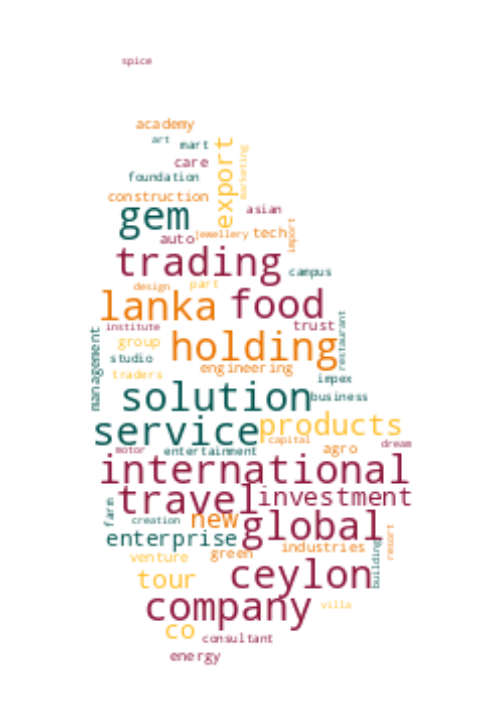 spice
academy
art
mart
export
marketing
care
foundation
construction
gem
asian
auto
jewellery
tech
import
trading
campus
design
part
lanka
food
institute
trust
restaurant
management
group
holding
studio
engineering
traders
impex
solution
business
service
products
capital
dream
motor
entertainment
agro
international
travel
investment
farm
creation
new
global
enterprise
industries
resort
building
venture
green
tour
ceylon
company
villa
co
consultant
energy